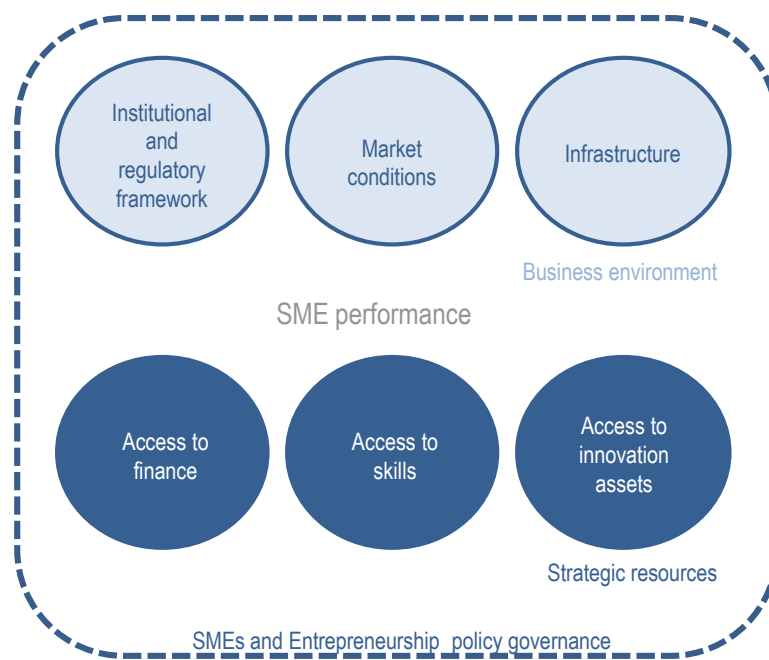 Institutional
and
regulatory
framework
Market
conditions
Infrastructure
Business environment
SME performance
Access to
finance
Access to
skills
Access to
innovation
assets
Strategic resources
SMEs and Entrepreneurship policy governance